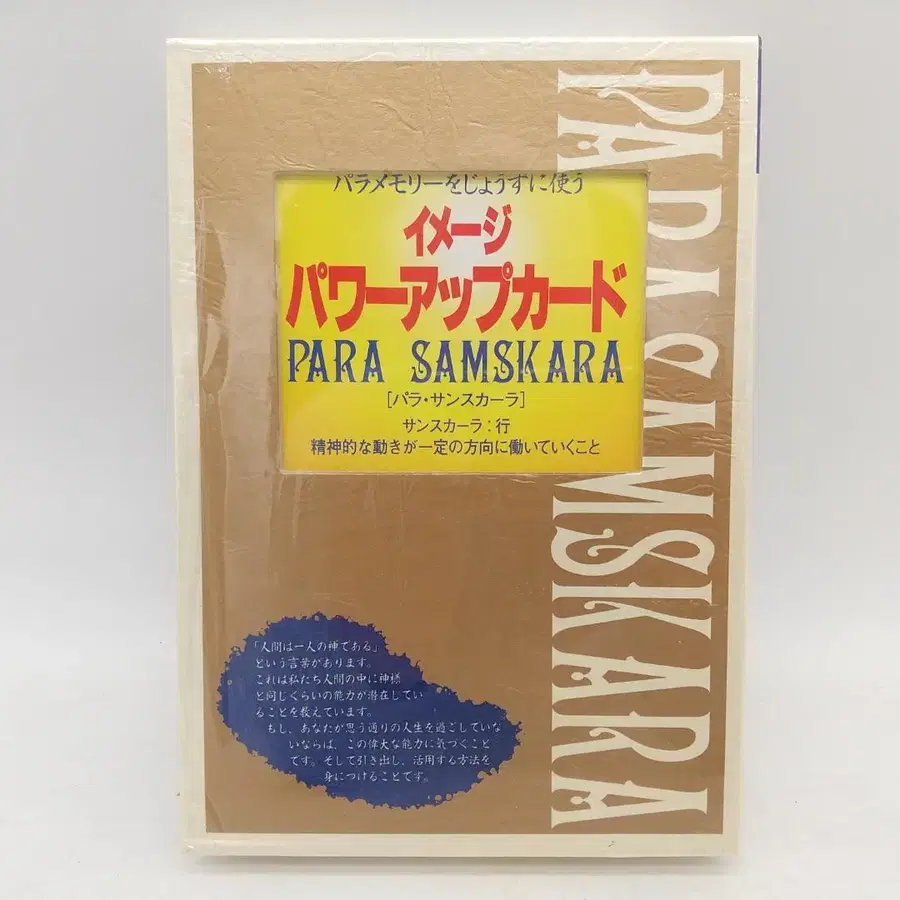 パラメモリーをじょうずに使う
イメージ
パワーアップカード
PARA SAMSKARA
[パラ・サンスカーラ]
サンスカーラ：行
精神的な動きが一定の方向に働いていくこと
PARA SAMSKARA
「人間は一人の神である」
という言葉があります。
これは私たち人間の中に神様
と同じくらいの能力が潜在してい
ることを教えています。
もし、あなたが思う通りの人生を過ごしていな
いならば、この偉大な能力に気づくこと
です。そして引き出し、活用する方法を
身につけることです。